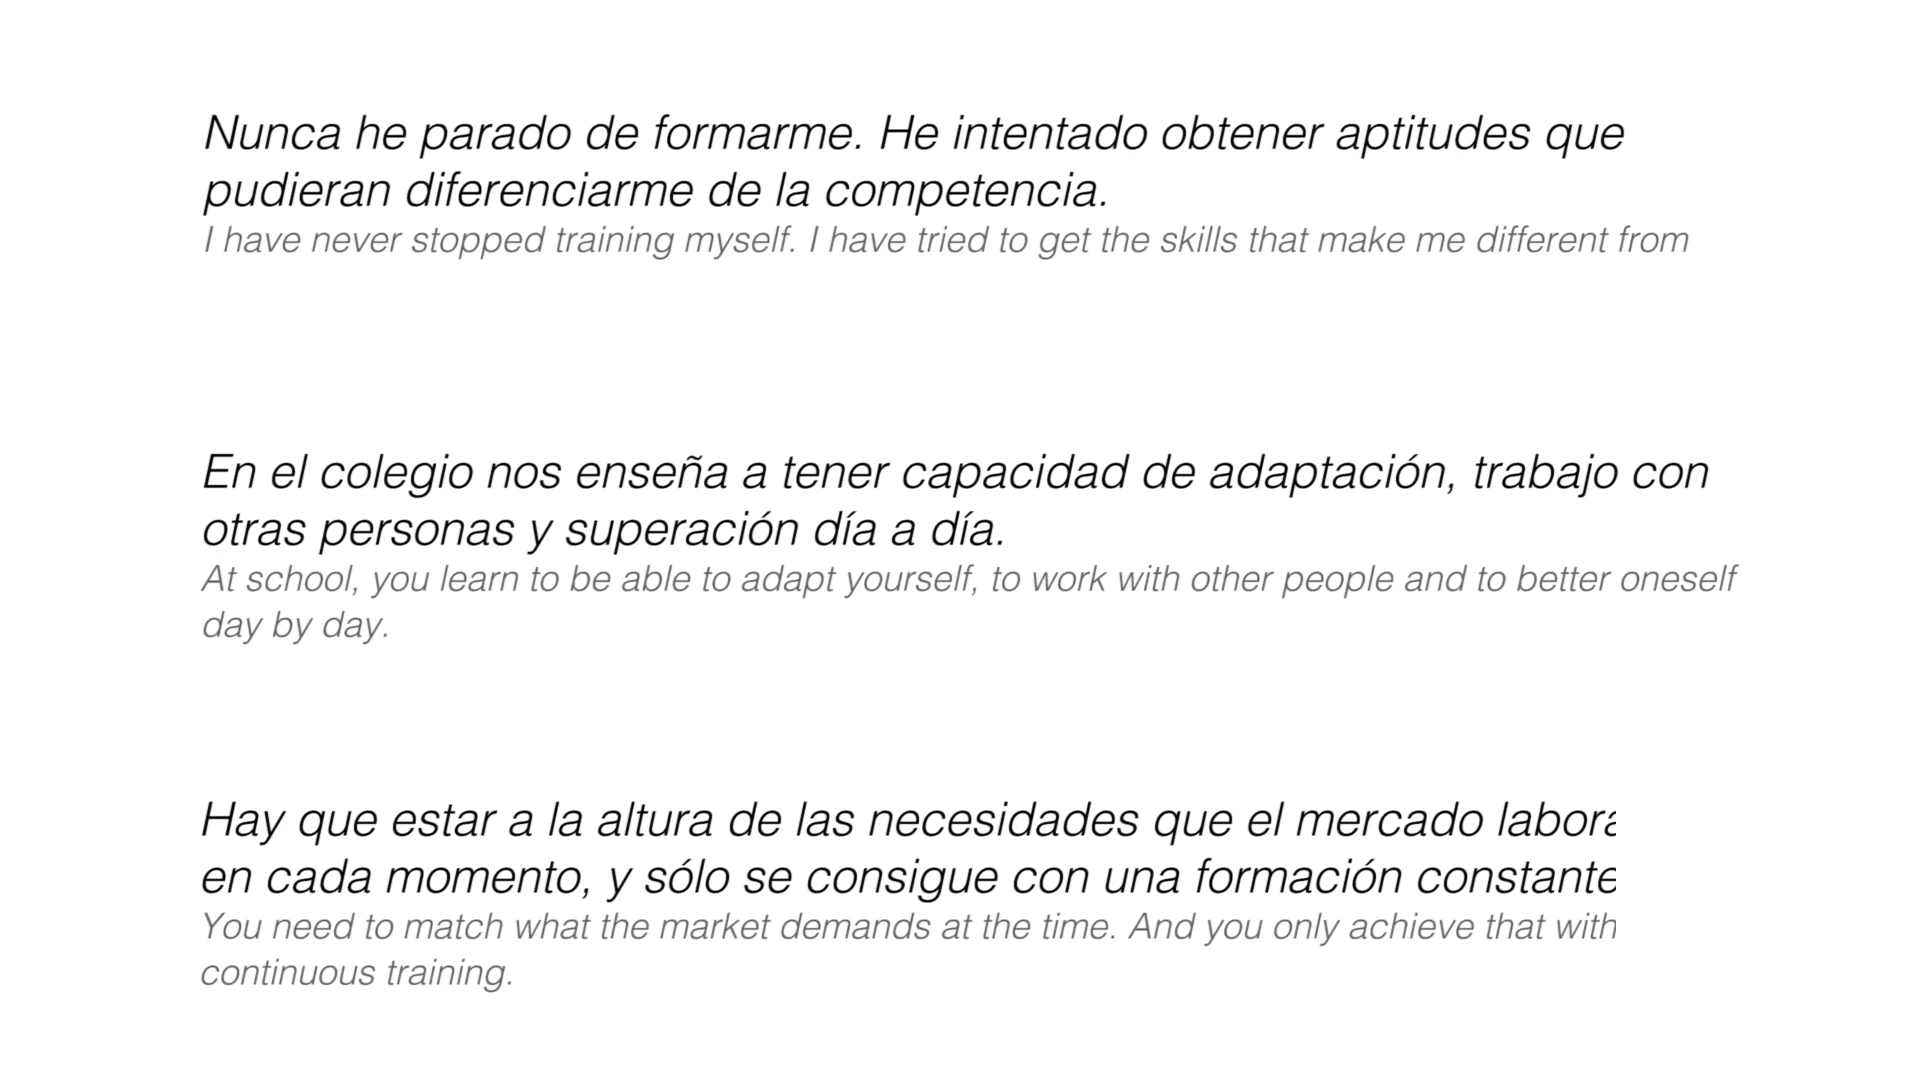 Nunca he parado de formarme. He intentado obtener aptitudes que
pudieran diferenciarme de la competencia.
I have never stopped training myself. I have tried to get the skills that make me different from
En el colegio nos enseña a tener capacidad de adaptación, trabajo con
otras personas y superación día a día.
At school, you learn to be able to adapt yourself, to work with other people and to better oneself
day by day.
Hay que estar a la altura de las necesidades que el mercado
en cada momento, y sólo se consigue con una formación constante
You need to match what the market demands at the time. And you only achieve that with
continuous training.